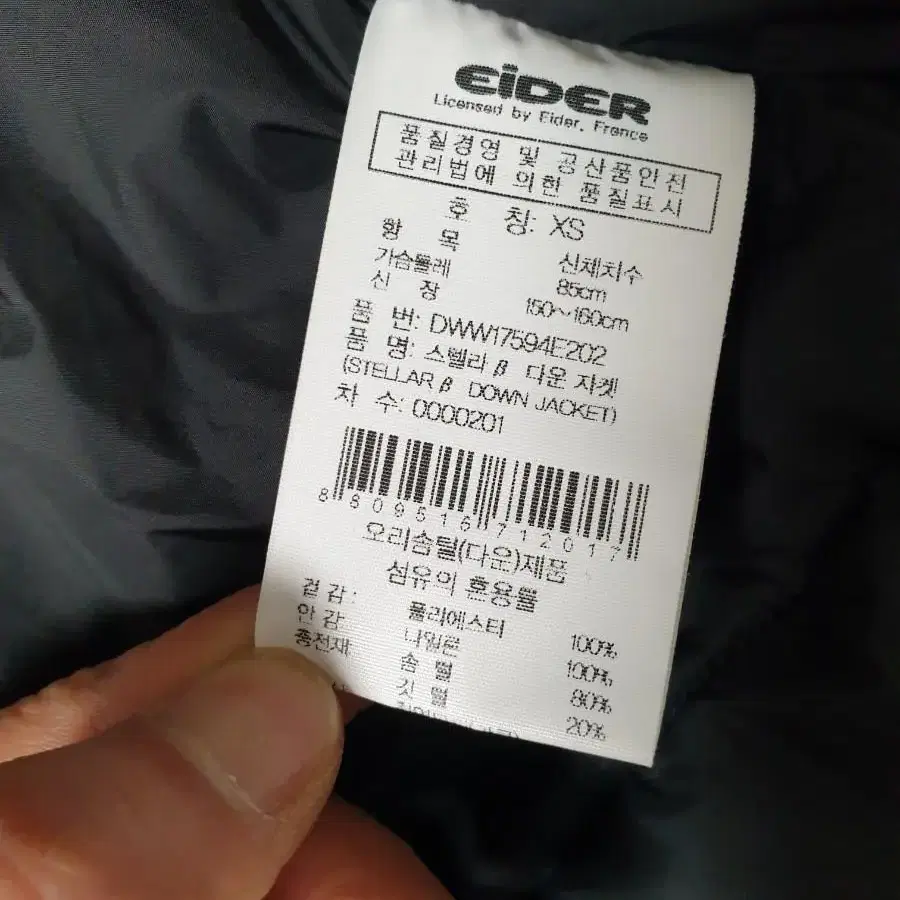 EiDER
Licensed by Eider, France
품질경영 및 공산품안전
관리법에 의한 품질표시
호 칭: XS
항 목 신체치수
가슴둘레 85cm
신 장 150~160cm
품 번: DWW17594E202
품 명: 스텔라β 다운 자켓
(STELLAR β DOWN JACKET)
차 수: 0000201
8 809516 712017
오리솜털(다운)제품
섬유의 혼용률
겉 감: 폴리에스터 100%
안 감 나일론 100%
충전재 솜 털 80%
깃 털 20%